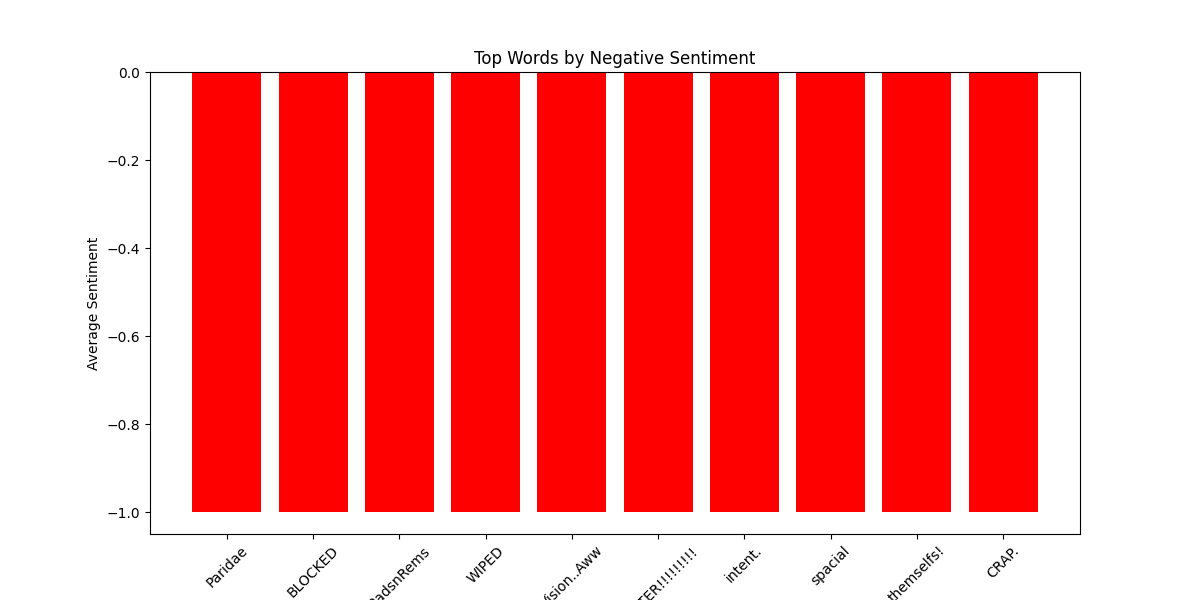 Top Words by Negative Sentiment
Average Sentiment
0.0
−0.2
−0.4
−0.6
−0.8
−1.0
Paridae
BLOCKED
WIPED
intent.
spacial
themselfs!
CRAP.